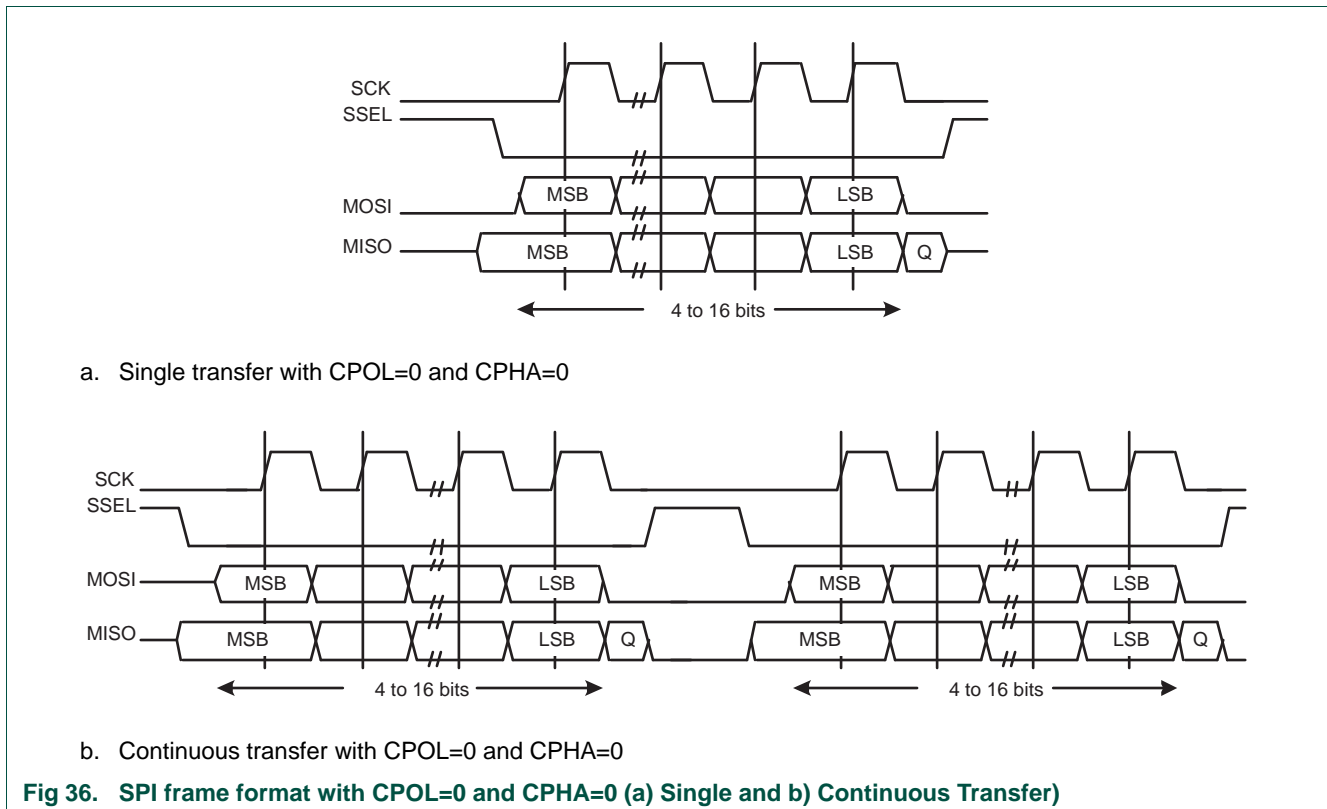 SCK
SSEL
MOSI MSB LSB
MISO MSB LSB Q
4 to 16 bits
a. Single transfer with CPOL=0 and CPHA=0
SCK
SSEL
MOSI MSB LSB MSB LSB
MISO MSB LSB Q MSB LSB Q
4 to 16 bits 4 to 16 bits
b. Continuous transfer with CPOL=0 and CPHA=0
Fig 36. SPI frame format with CPOL=0 and CPHA=0 (a) Single and b) Continuous Transfer)